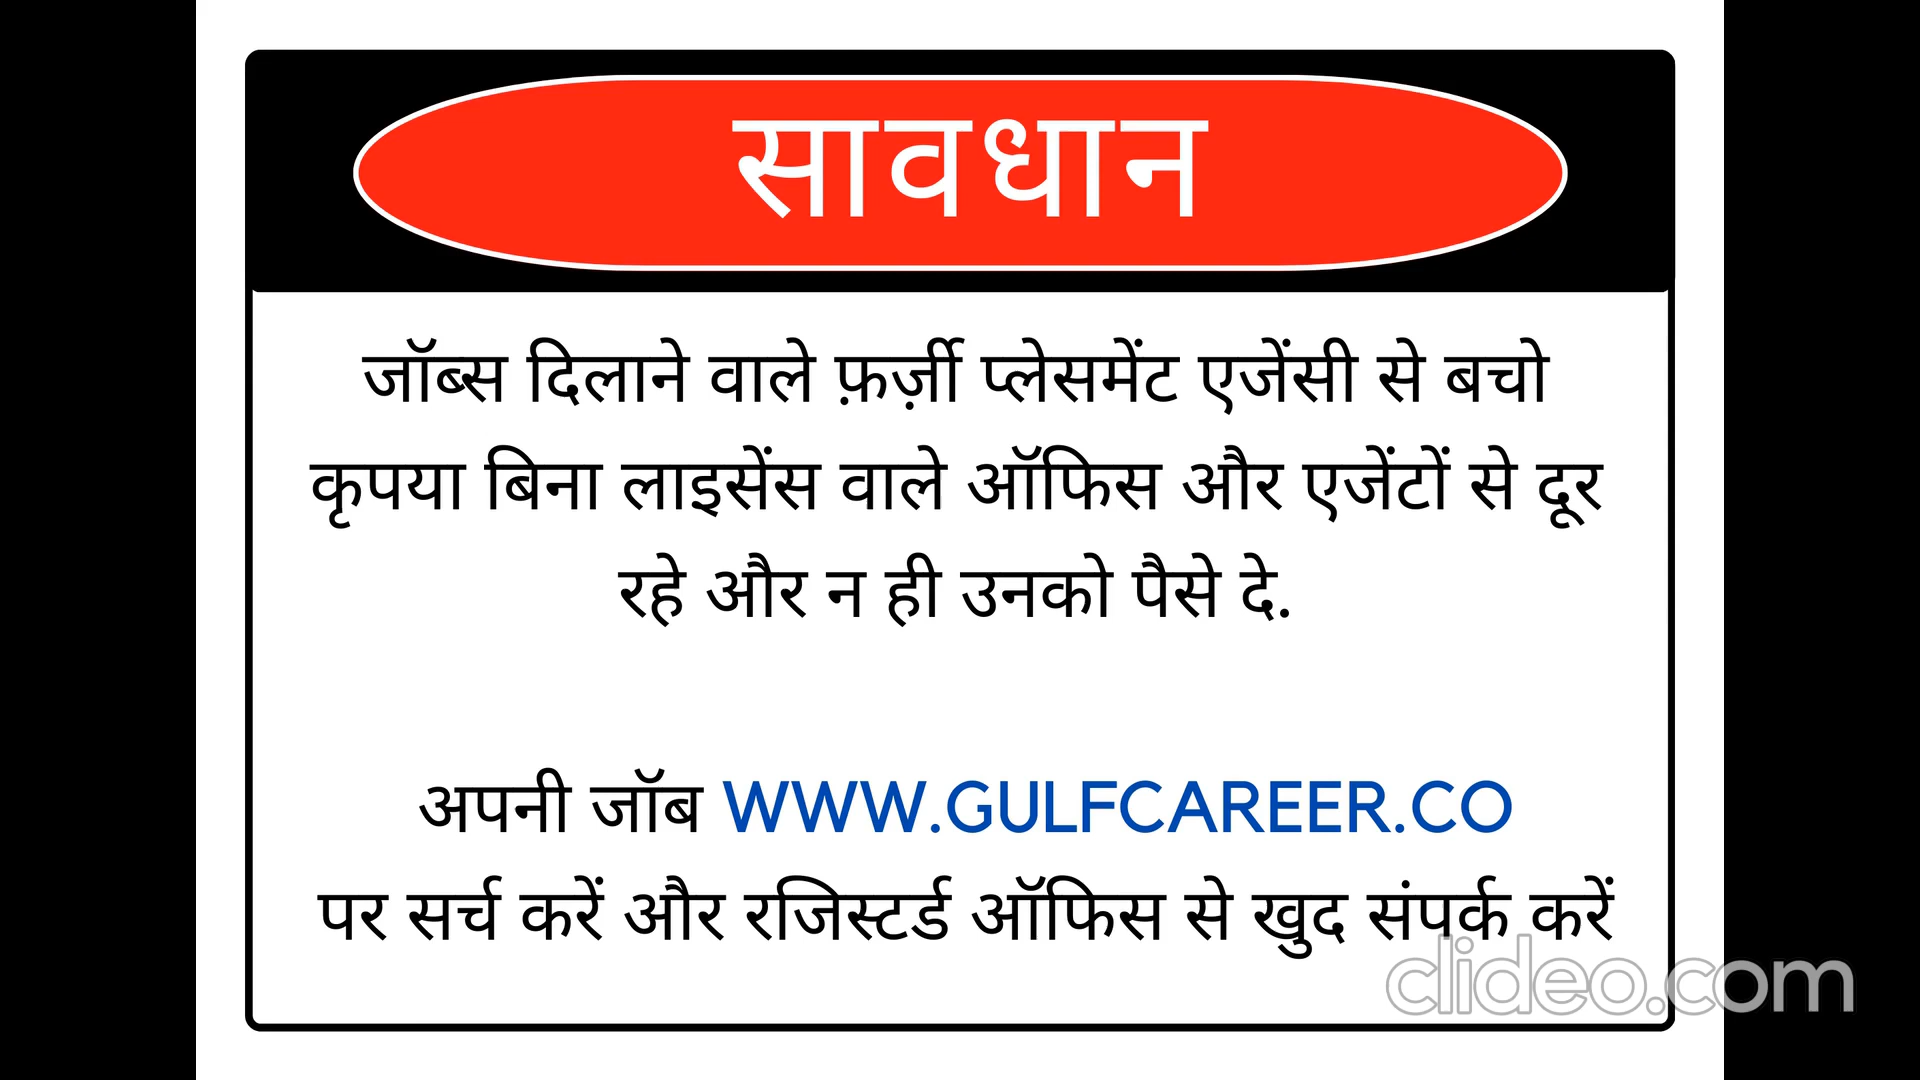 सावधान
जॉब्स दिलाने वाले फ़र्ज़ी प्लेसमेंट एजेंसी से बचो
कृपया बिना लाइसेंस वाले ऑफिस और एजेंटों से दूर
रहे और न ही उनको पैसे दे.
अपनी जॉब WWW.GULFCAREER.CO
पर सर्च करें और रजिस्टर्ड ऑफिस से खुद संपर्क करें
clideo.com